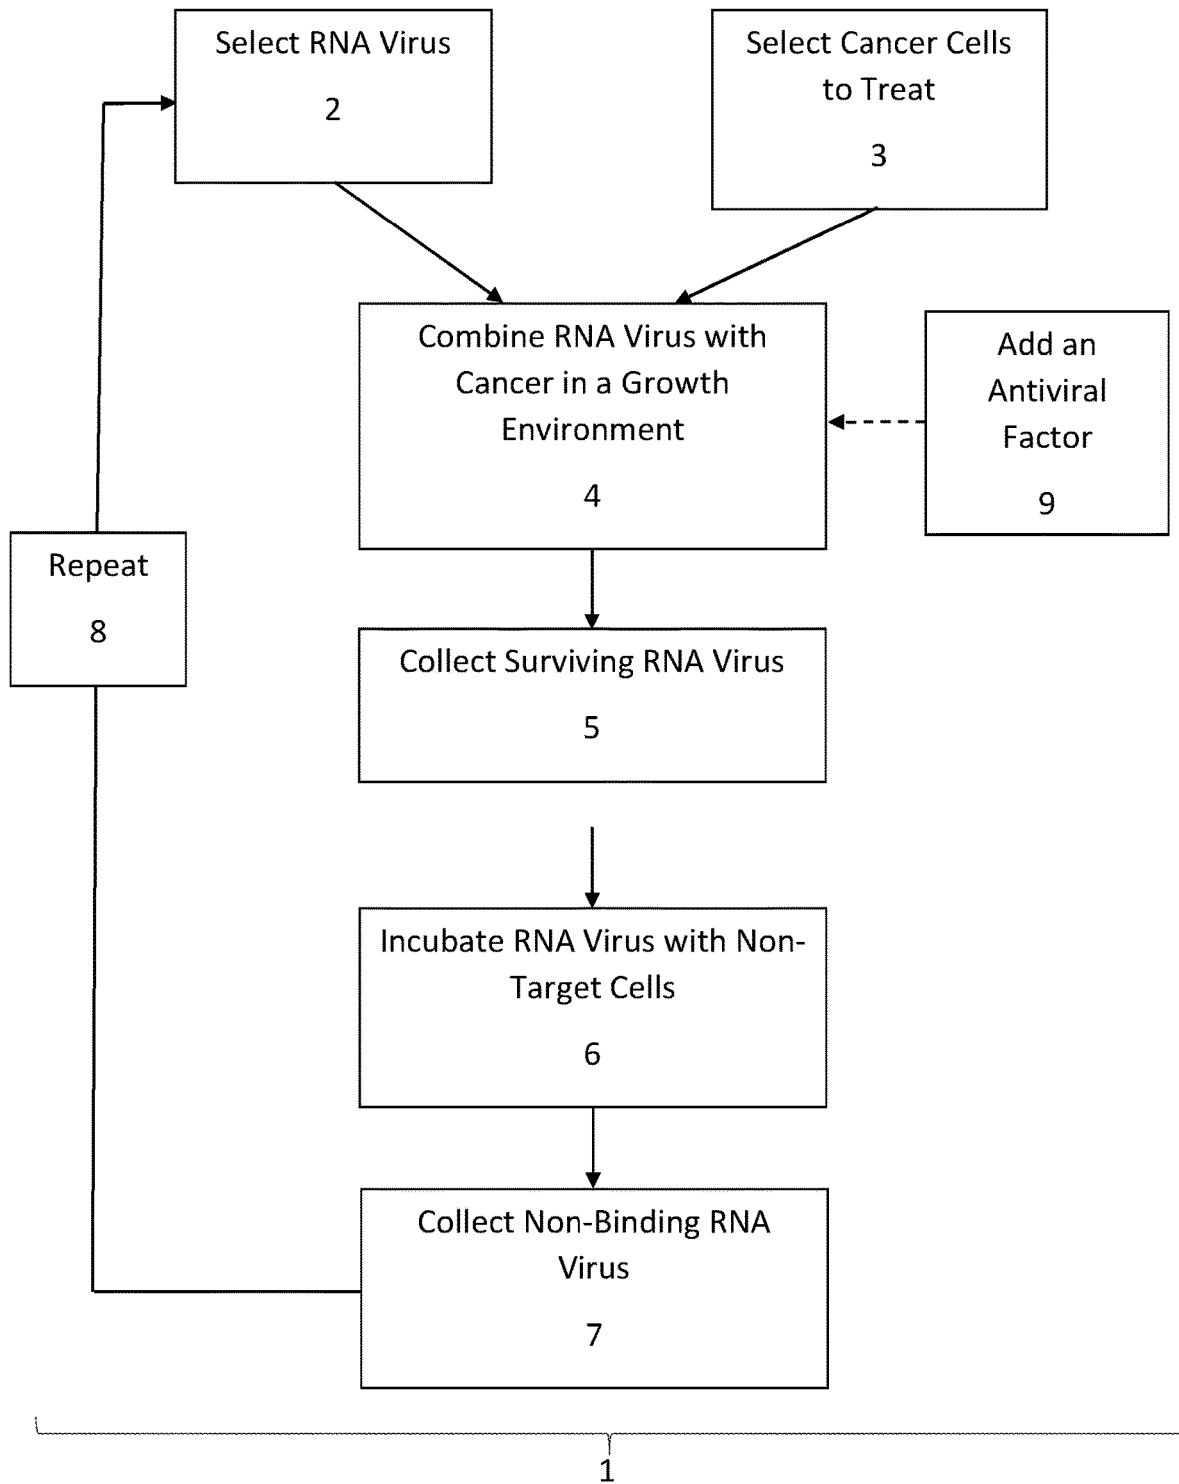 Select RNA Virus
2
Select Cancer Cells
to Treat
3
Combine RNA Virus with
Cancer in a Growth
Environment
4
Add an
Antiviral
Factor
9
Repeat
8
Collect Surviving RNA Virus
5
Incubate RNA Virus with Non-
Target Cells
6
Collect Non-Binding RNA
Virus
7
1